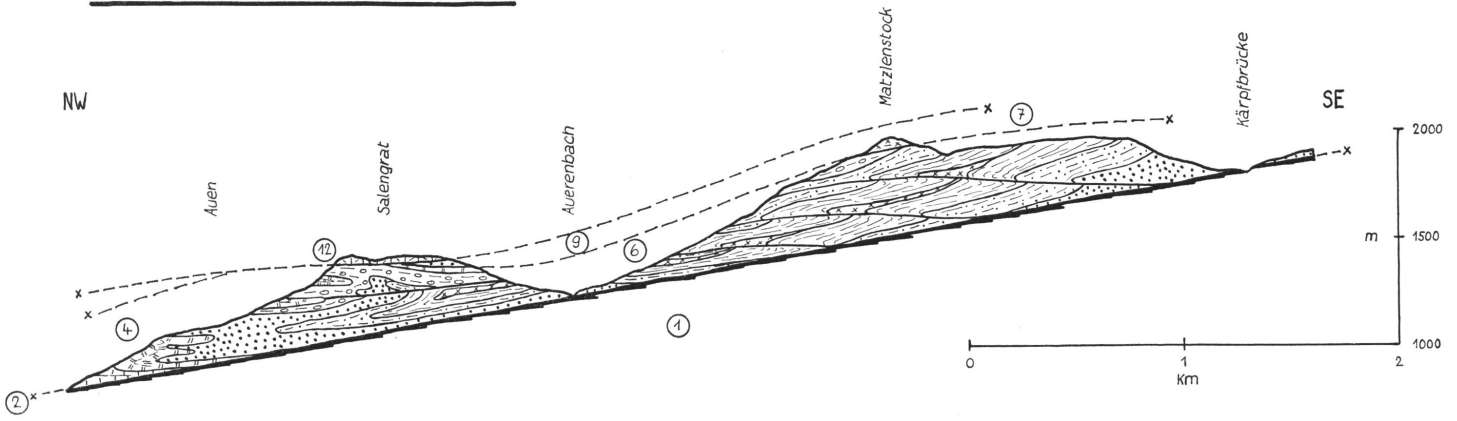 NW
Auen
Salengrat
Auerenbach
Matzlenstock
Kärpfbrücke
SE
7
2000
12
9
6
m
1500
4
1
1000
0
1
2
Km
2